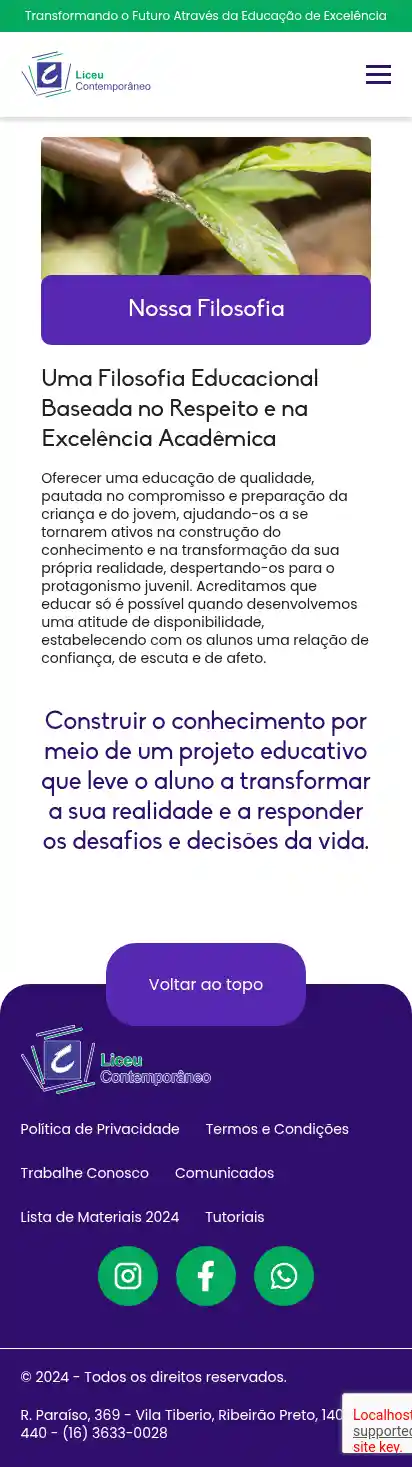 Transformando o Futuro Através da Educação de Excelência
Liceu
Contemporâneo
Nossa Filosofia
Uma Filosofia Educacional
Baseada no Respeito e na
Excelência Acadêmica
Oferecer uma educação de qualidade,
pautada no compromisso e preparação da
criança e do jovem, ajudando-os a se
tornarem ativos na construção do
conhecimento e na transformação da sua
própria realidade, despertando-os para o
protagonismo juvenil. Acreditamos que
educar só é possível quando desenvolvemos
uma atitude de disponibilidade,
estabelecendo com os alunos uma relação de
confiança, de escuta e de afeto.
Construir o conhecimento por
meio de um projeto educativo
que leve o aluno a transformar
a sua realidade e a responder
os desafios e decisões da vida.
Voltar ao topo
Liceu
Contemporâneo
Política de Privacidade Termos e Condições
Trabalhe Conosco Comunicados
Lista de Materiais 2024 Tutoriais
© 2024 - Todos os direitos reservados.
R. Paraíso, 369 - Vila Tiberio, Ribeirão Preto, 140
440 - (16) 3633-0028
Localhost
supported
site key.